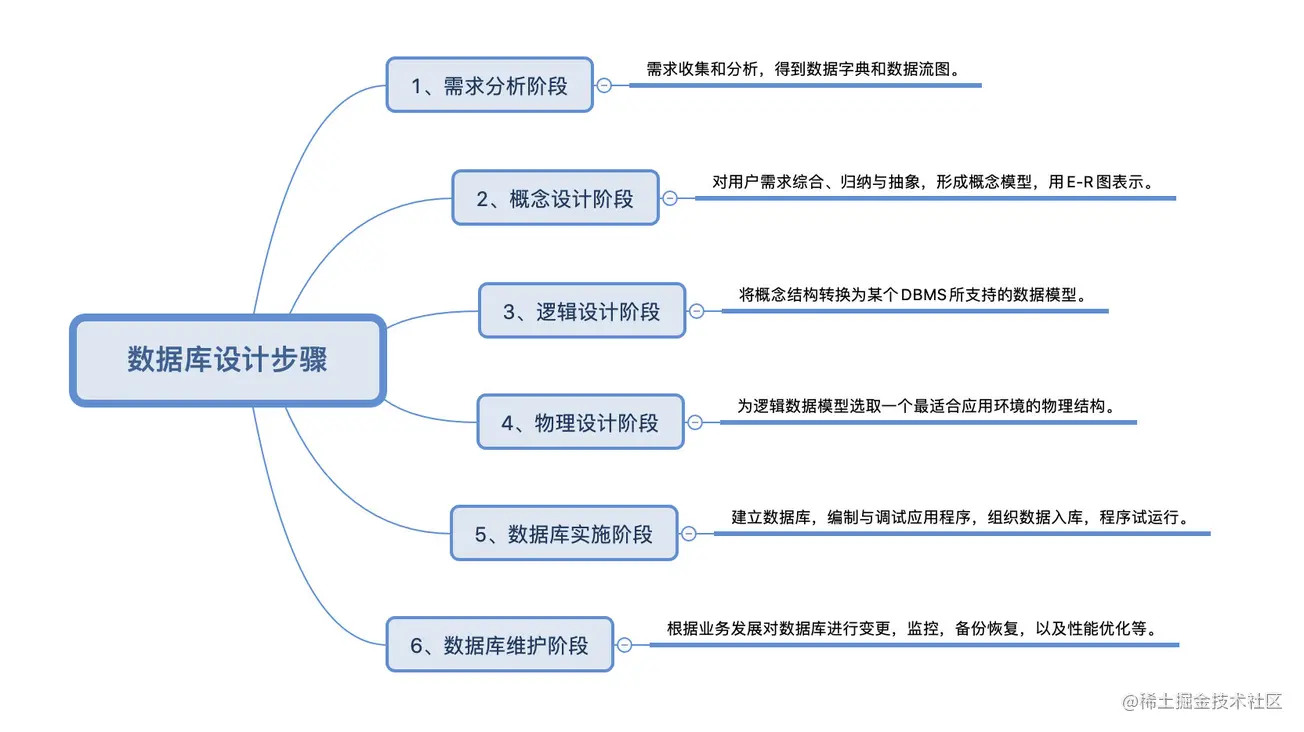 1、需求分析阶段
需求收集和分析，得到数据字典和数据流图。
2、概念设计阶段
对用户需求综合、归纳与抽象，形成概念模型，用E-R图表示。
3、逻辑设计阶段
将概念结构转换为某个DBMS所支持的数据模型。
数据库设计步骤
4、物理设计阶段
为逻辑数据模型选取一个最适合应用环境的物理结构。
5、数据库实施阶段
建立数据库，编制与调试应用程序，组织数据入库，程序试运行。
6、数据库维护阶段
根据业务发展对数据库进行变更，监控，备份恢复，以及性能优化等。
@稀土掘金技术社区